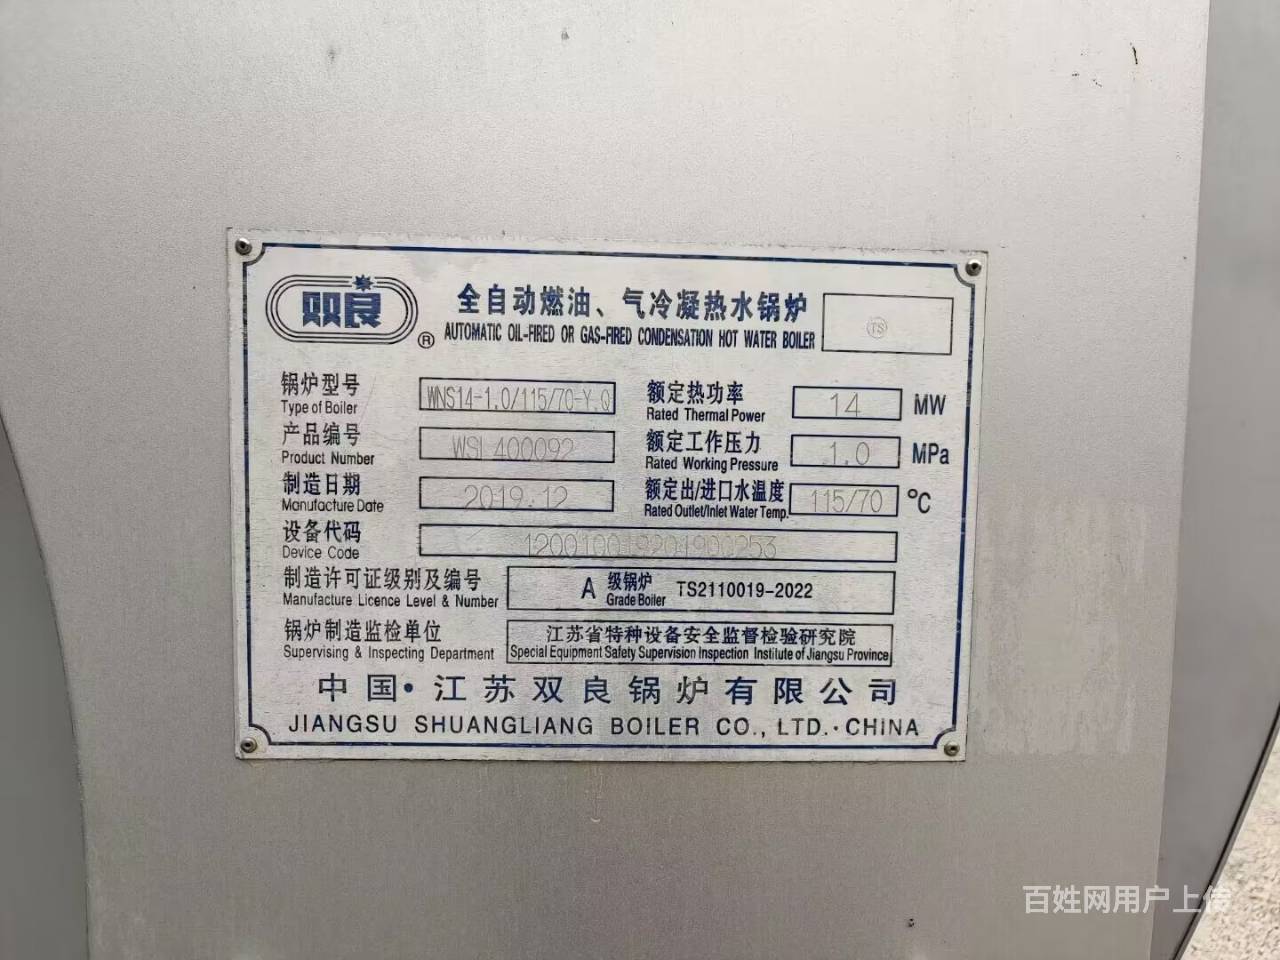 双良
®
全自动燃油、气冷凝热水锅炉
AUTOMATIC OIL-FIRED OR GAS-FIRED CONDENSATION HOT WATER BOILER
TS
锅炉型号
Type of Boiler
WNS14-1.0/115/70-Y.Q
额定热功率
Rated Thermal Power
14 MW
产品编号
Product Number
WSL400092
额定工作压力
Rated Working Pressure
1.0 MPa
制造日期
Manufacture Date
2019.12
额定出/进口水温度
Rated Outlet/Inlet Water Temp.
115/70 °C
设备代码
Device Code
制造许可证级别及编号
Manufacture Licence Level & Number
A 级锅炉 TS2110019-2022
Grade Boiler
锅炉制造监检单位
Supervising & Inspecting Department
江苏省特种设备安全监督检验研究院
Special Equipment Safety Supervision Inspection Institute of Jiangsu Province
中国·江苏双良锅炉有限公司
JIANGSU SHUANGLIANG BOILER CO., LTD.·CHINA
百姓网用户上传